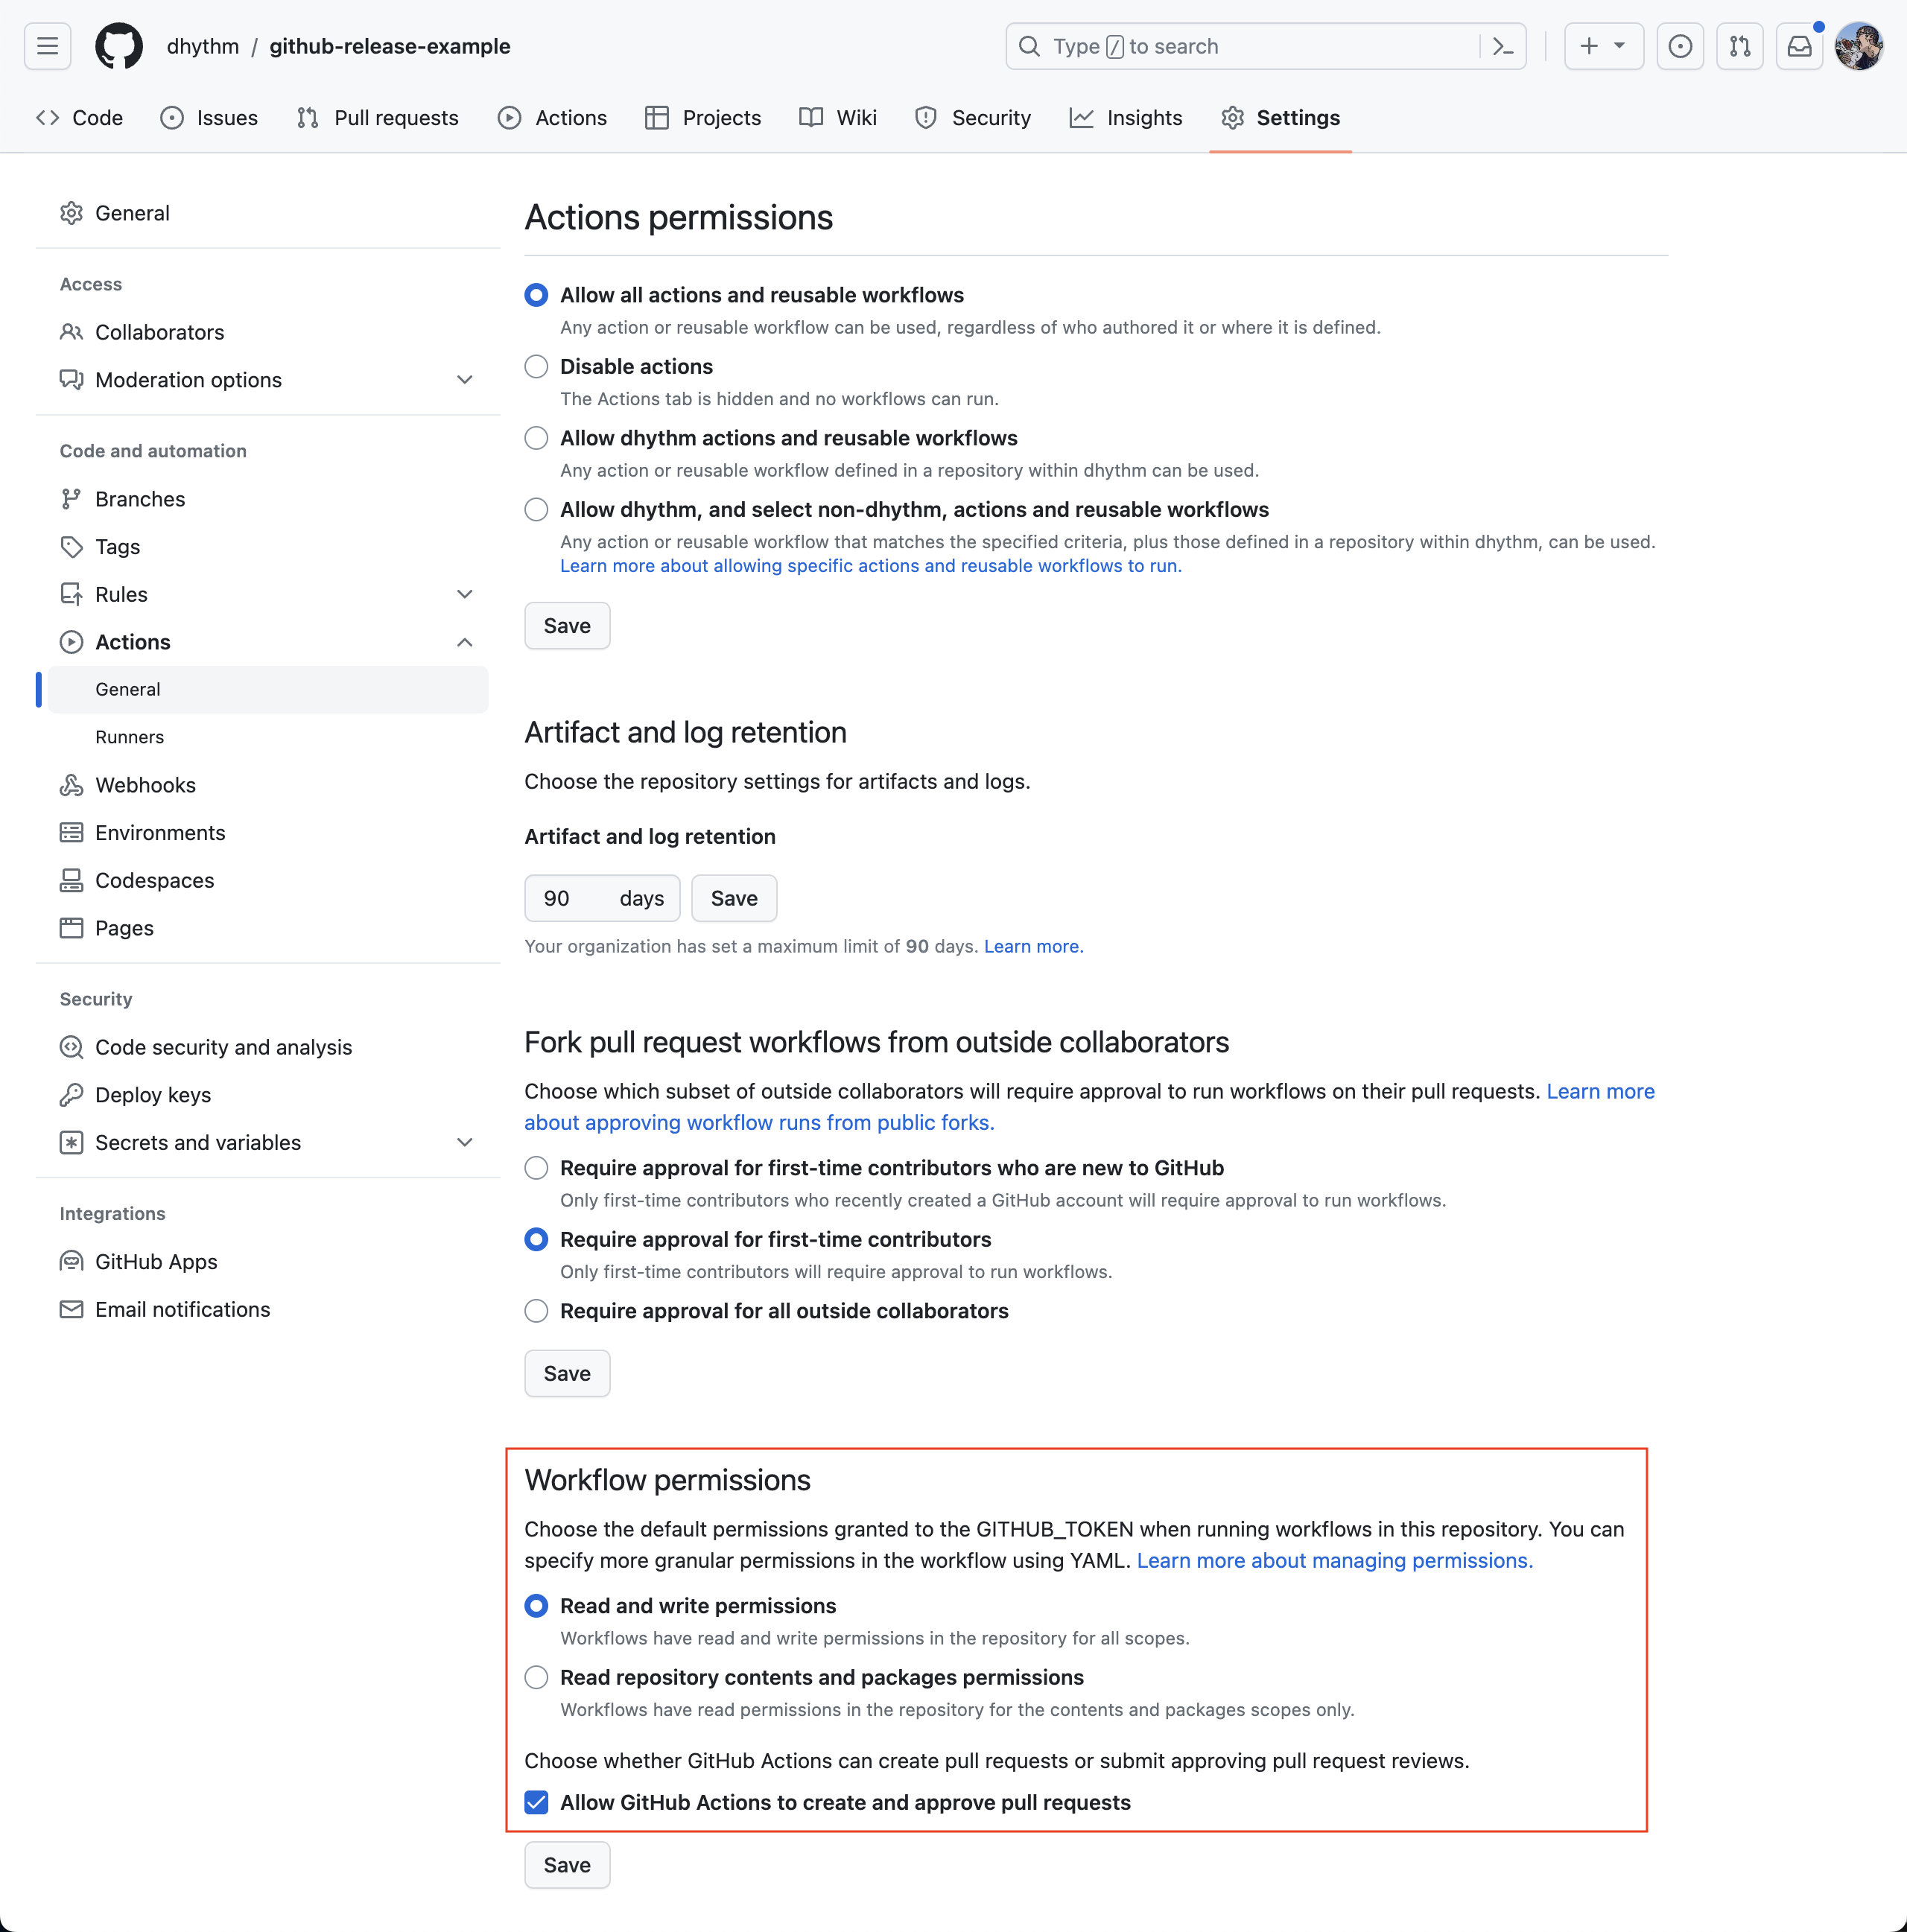 dhythm / github-release-example
Type / to search
Code
Issues
Pull requests
Actions
Projects
Wiki
Security
Insights
Settings
General
Access
Collaborators
Moderation options
Code and automation
Branches
Tags
Rules
Actions
General
Runners
Webhooks
Environments
Codespaces
Pages
Security
Code security and analysis
Deploy keys
Secrets and variables
Integrations
GitHub Apps
Email notifications
Actions permissions
Allow all actions and reusable workflows
Any action or reusable workflow can be used, regardless of who authored it or where it is defined.
Disable actions
The Actions tab is hidden and no workflows can run.
Allow dhythm actions and reusable workflows
Any action or reusable workflow defined in a repository within dhythm can be used.
Allow dhythm, and select non-dhythm, actions and reusable workflows
Any action or reusable workflow that matches the specified criteria, plus those defined in a repository within dhythm, can be used.
Learn more about allowing specific actions and reusable workflows to run.
Save
Artifact and log retention
Choose the repository settings for artifacts and logs.
Artifact and log retention
90 days Save
Your organization has set a maximum limit of 90 days. Learn more.
Fork pull request workflows from outside collaborators
Choose which subset of outside collaborators will require approval to run workflows on their pull requests. Learn more
about approving workflow runs from public forks.
Require approval for first-time contributors who are new to GitHub
Only first-time contributors who recently created a GitHub account will require approval to run workflows.
Require approval for first-time contributors
Only first-time contributors will require approval to run workflows.
Require approval for all outside collaborators
Save
Workflow permissions
Choose the default permissions granted to the GITHUB_TOKEN when running workflows in this repository. You can
specify more granular permissions in the workflow using YAML. Learn more about managing permissions.
Read and write permissions
Workflows have read and write permissions in the repository for all scopes.
Read repository contents and packages permissions
Workflows have read permissions in the repository for the contents and packages scopes only.
Choose whether GitHub Actions can create pull requests or submit approving pull request reviews.
Allow GitHub Actions to create and approve pull requests
Save